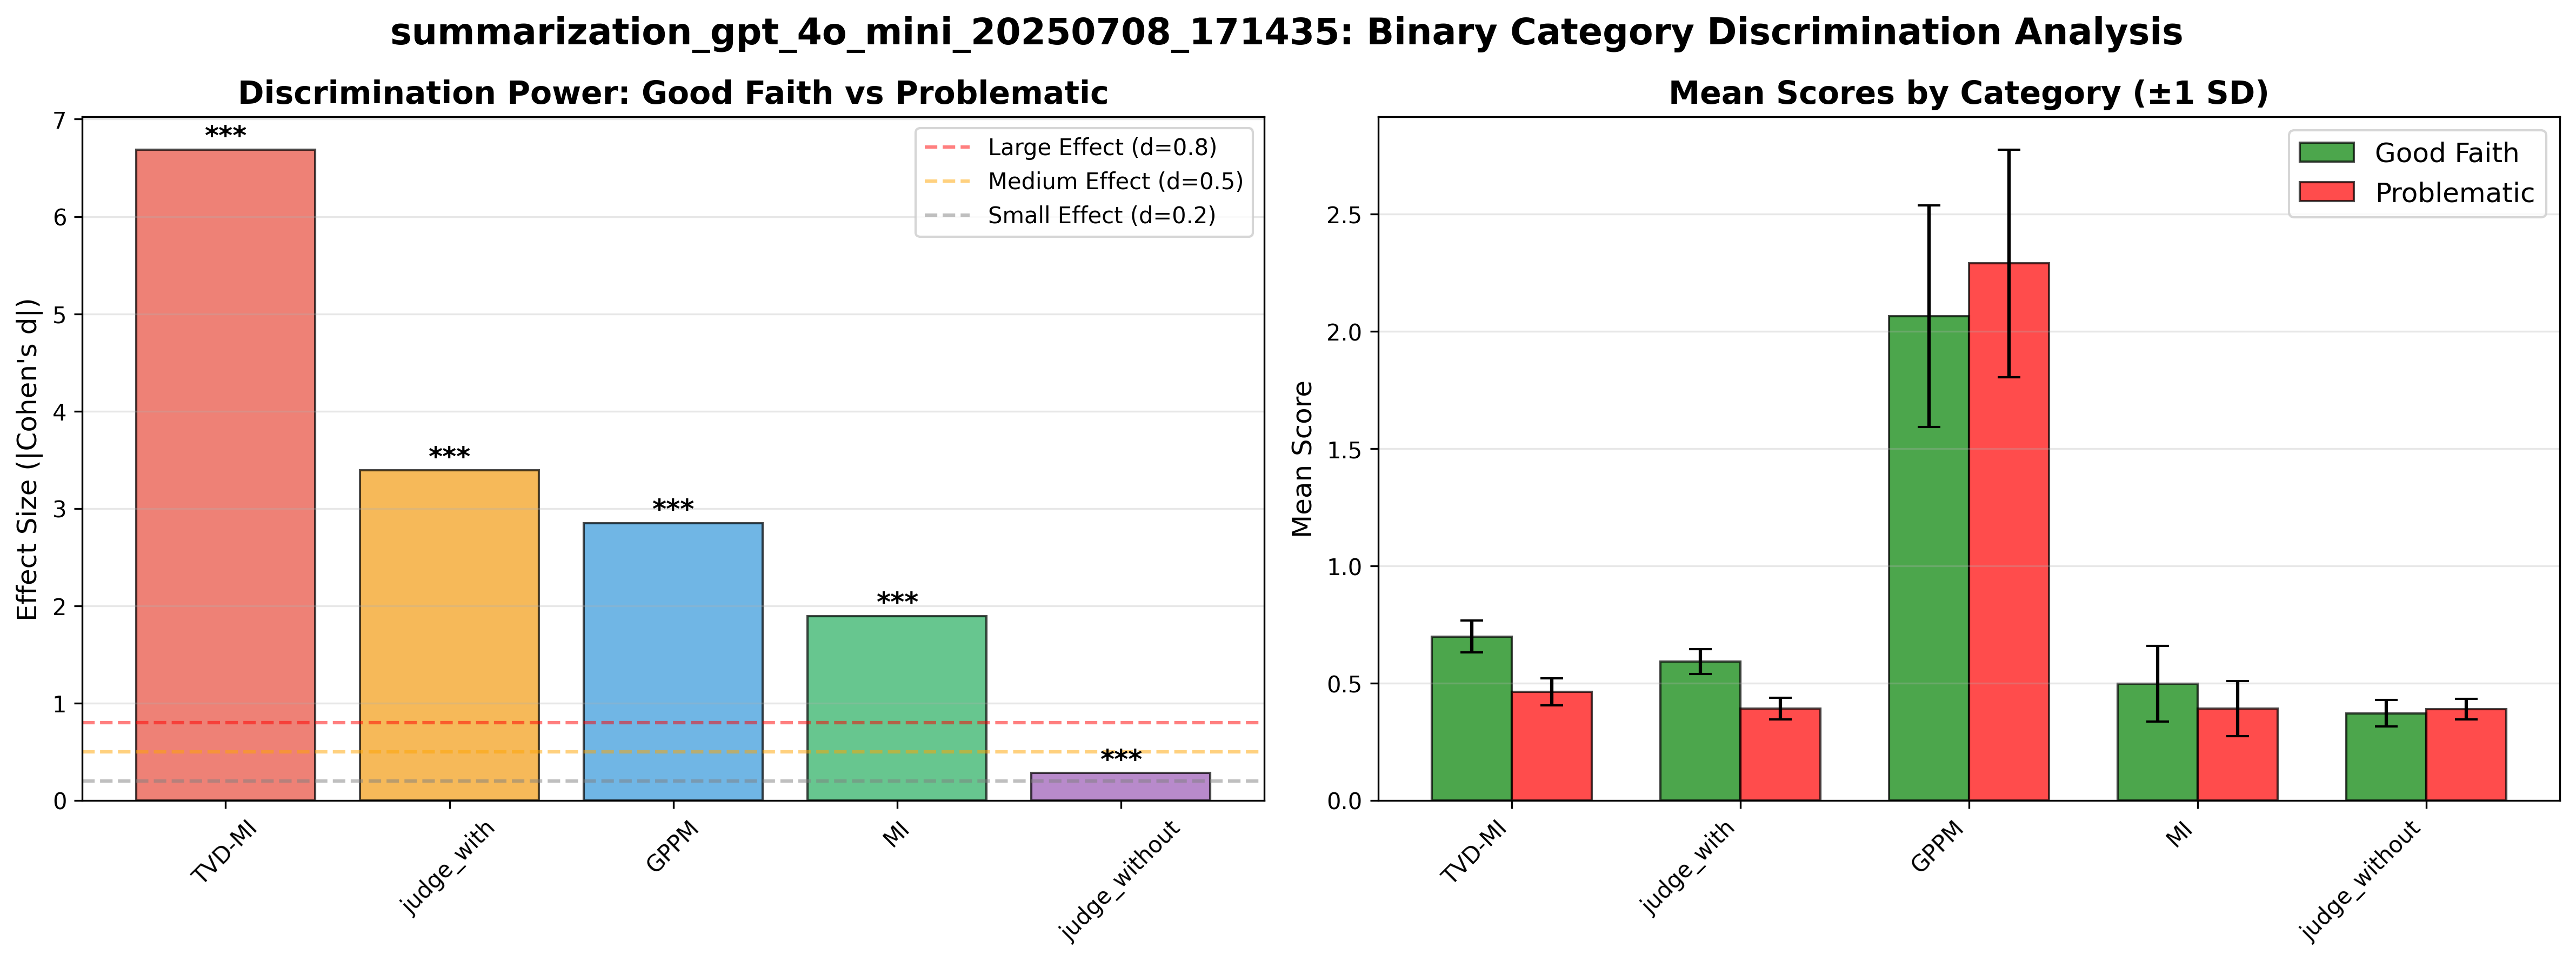 summarization_gpt_4o_mini_20250708_171435: Binary Category Discrimination Analysis
Discrimination Power: Good Faith vs Problematic
Effect Size (|Cohen's d|)
7
6
5
4
3
2
1
0
***
***
***
***
***
Large Effect (d=0.8)
Medium Effect (d=0.5)
Small Effect (d=0.2)
TVD-MI
judge_with
GPPM
MI
judge_without
Mean Scores by Category (±1 SD)
Mean Score
2.5
2.0
1.5
1.0
0.5
0.0
Good Faith
Problematic
TVD-MI
judge_with
GPPM
MI
judge_without